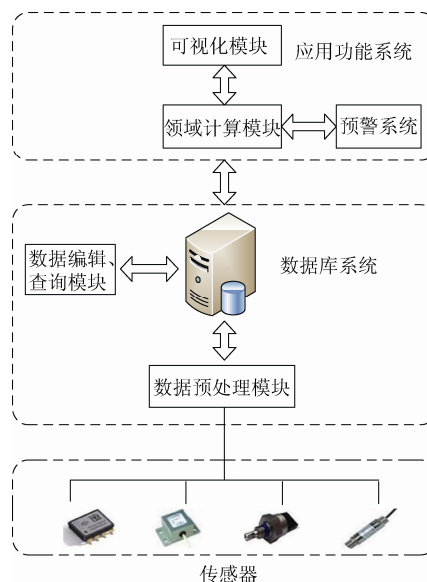 可视化模块
应用功能系统
领域计算模块
预警系统
数据编辑、
查询模块
数据库系统
数据预处理模块
传感器